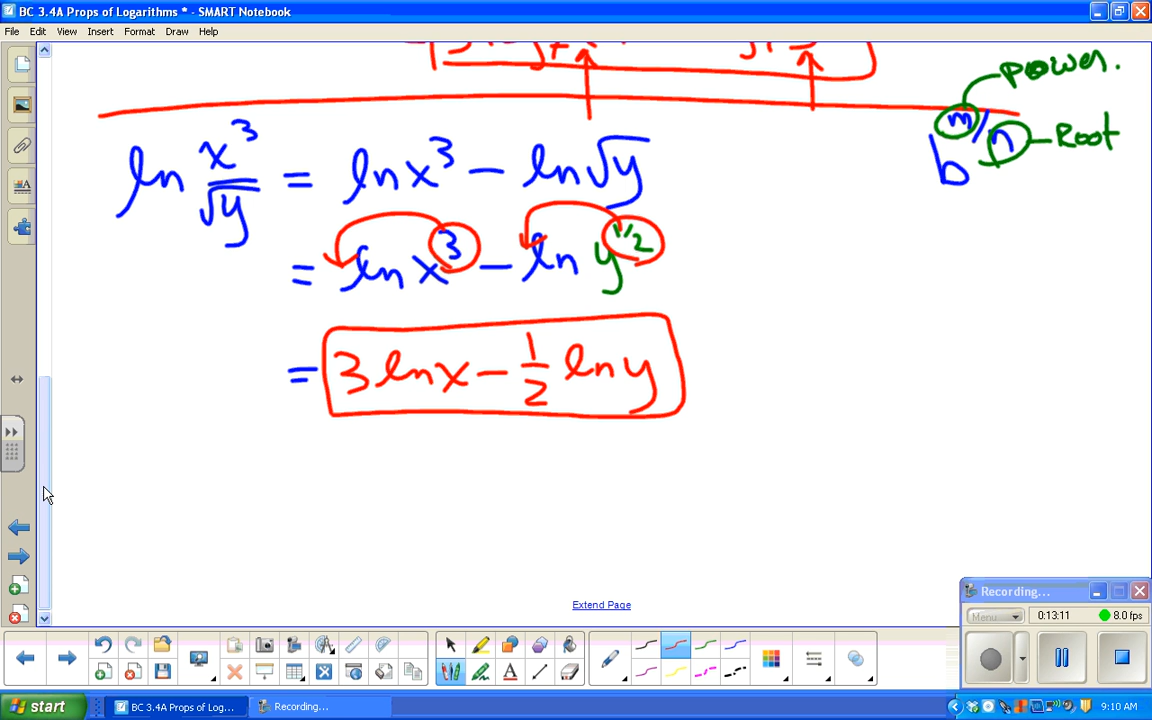 BC 3.4A Props of Logarithms * - SMART Notebook
File Edit View Insert Format Draw Help
power.
b^m/n Root
ln x³/√y = ln x³ − ln √y
= ln x³ − ln y^1/2
= 3 ln x − 1/2 ln y
Extend Page
Recording...
Menu 0:13:11 8.0 fps
start BC 3.4A Props of Log... Recording... 9:10 AM